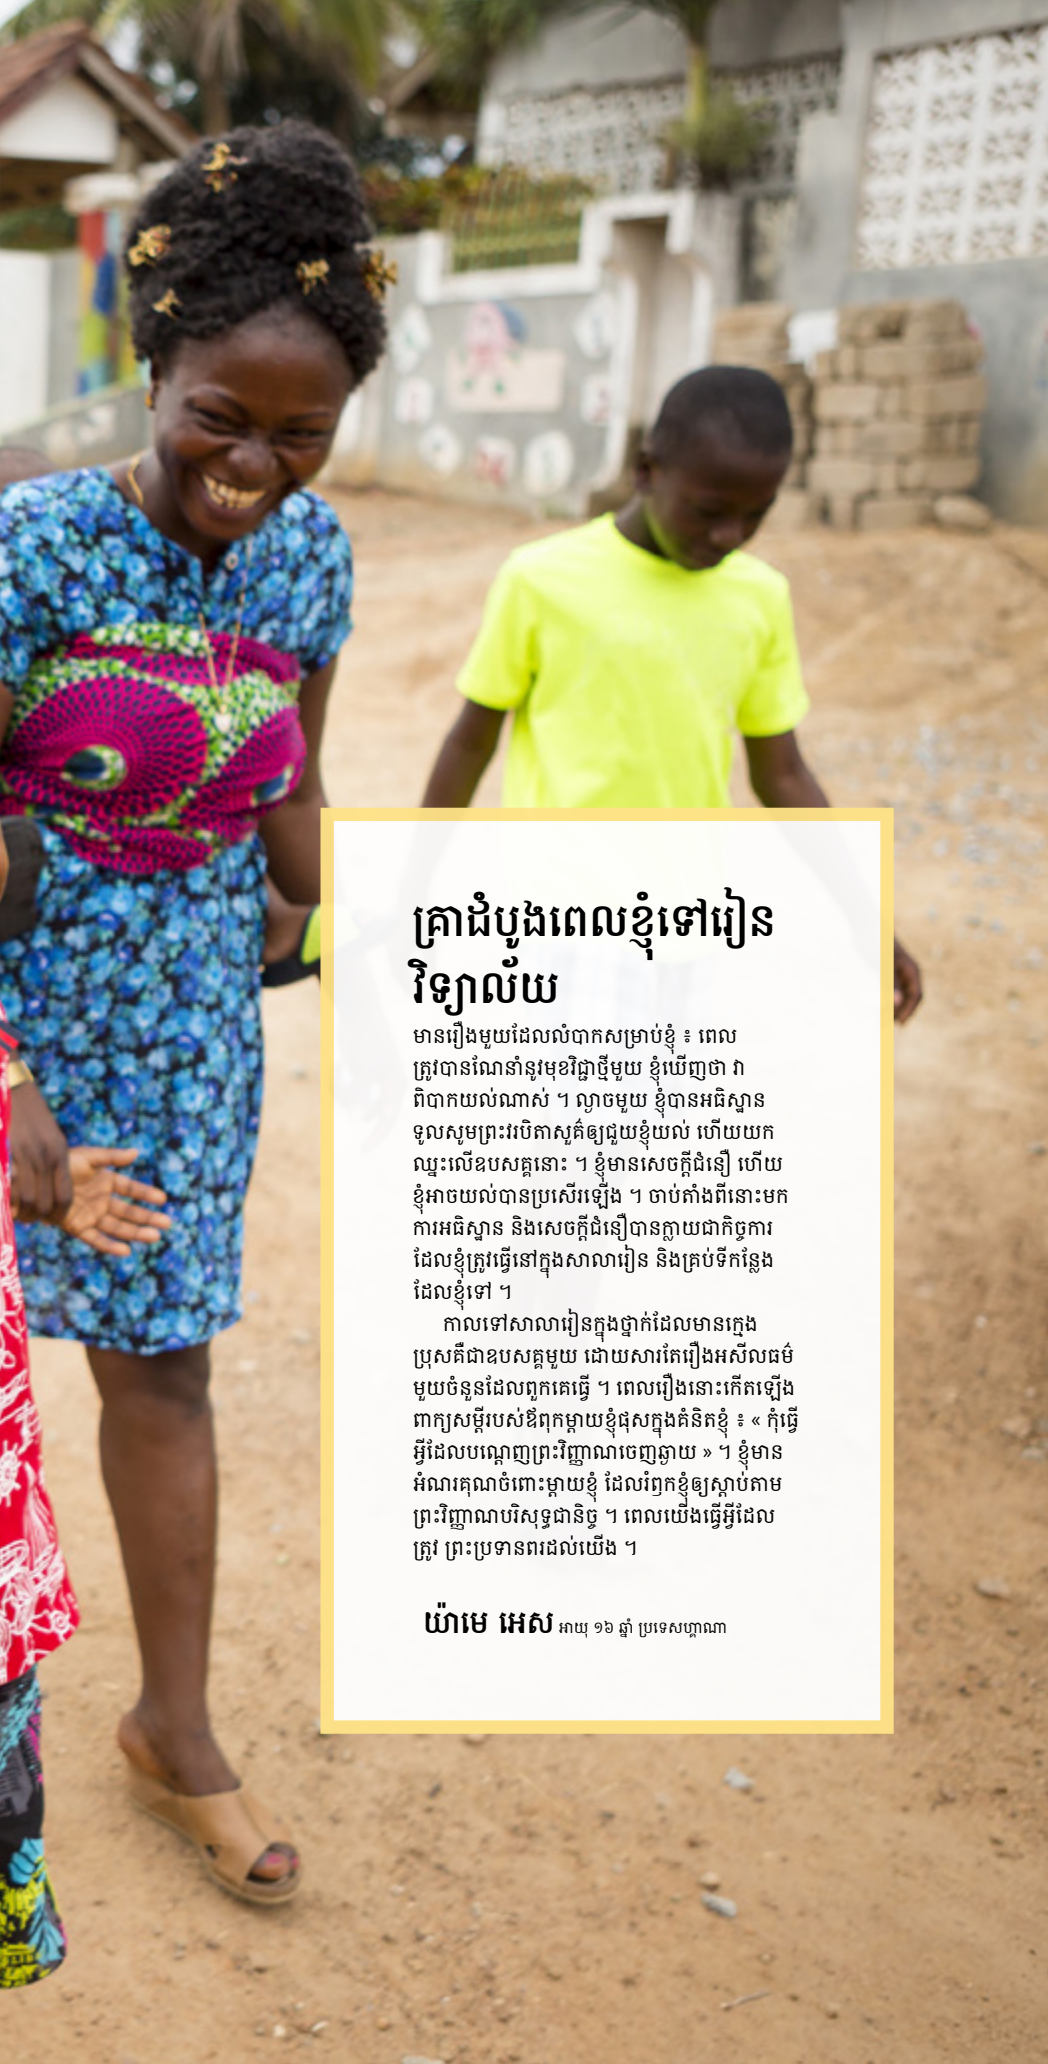 គ្រាដំបូងពេលខ្ញុំទៅរៀន
វិទ្យាល័យ
មានរឿងមួយដែលលំបាកសម្រាប់ខ្ញុំ ៖ ពេល
ត្រូវបានណែនាំនូវមុខវិជ្ជាថ្មីមួយ ខ្ញុំឃើញថា វា
ពិបាកយល់ណាស់ ។ ល្ងាចមួយ ខ្ញុំបានអធិស្ឋាន
ទូលសូមព្រះវរបិតាសួគ៌ឲ្យជួយខ្ញុំយល់ ហើយយក
ឈ្នះលើឧបសគ្គនោះ ។ ខ្ញុំមានសេចក្ដីជំនឿ ហើយ
ខ្ញុំអាចយល់បានប្រសើរឡើង ។ ចាប់តាំងពីនោះមក
ការអធិស្ឋាន និងសេចក្ដីជំនឿបានក្លាយជាកិច្ចការ
ដែលខ្ញុំត្រូវធ្វើនៅក្នុងសាលារៀន និងគ្រប់ទីកន្លែង
ដែលខ្ញុំទៅ ។
កាលទៅសាលារៀនក្នុងថ្នាក់ដែលមានក្មេង
ប្រុសគឺជាឧបសគ្គមួយ ដោយសារតែរឿងអសីលធម៌
មួយចំនួនដែលពួកគេធ្វើ ។ ពេលរឿងនោះកើតឡើង
ពាក្យសម្ដីរបស់ឪពុកម្ដាយខ្ញុំផុសក្នុងគំនិតខ្ញុំ ៖ « កុំធ្វើ
អ្វីដែលបណ្ដេញព្រះវិញ្ញាណចេញឆ្ងាយ » ។ ខ្ញុំមាន
អំណរគុណចំពោះម្ដាយខ្ញុំ ដែលរំឭកខ្ញុំឲ្យស្ដាប់តាម
ព្រះវិញ្ញាណបរិសុទ្ធជានិច្ច ។ ពេលយើងធ្វើអ្វីដែល
ត្រូវ ព្រះប្រទានពរដល់យើង ។
យ៉ាមេ អេស អាយុ ១៦ ឆ្នាំ ប្រទេសហ្គាណា